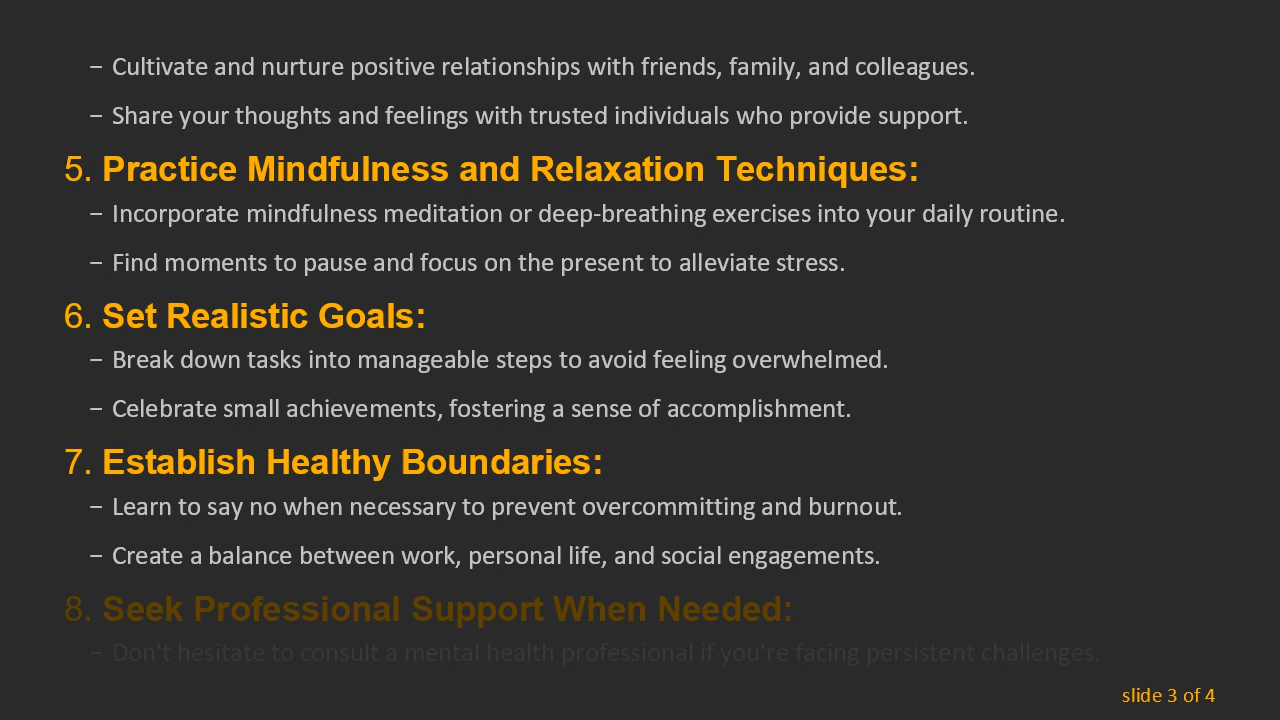 – Cultivate and nurture positive relationships with friends, family, and colleagues.
– Share your thoughts and feelings with trusted individuals who provide support.
5. Practice Mindfulness and Relaxation Techniques:
– Incorporate mindfulness meditation or deep-breathing exercises into your daily routine.
– Find moments to pause and focus on the present to alleviate stress.
6. Set Realistic Goals:
– Break down tasks into manageable steps to avoid feeling overwhelmed.
– Celebrate small achievements, fostering a sense of accomplishment.
7. Establish Healthy Boundaries:
– Learn to say no when necessary to prevent overcommitting and burnout.
– Create a balance between work, personal life, and social engagements.
8. Seek Professional Support When Needed:
– Don't hesitate to consult a mental health professional if you're facing persistent challenges.
slide 3 of 4